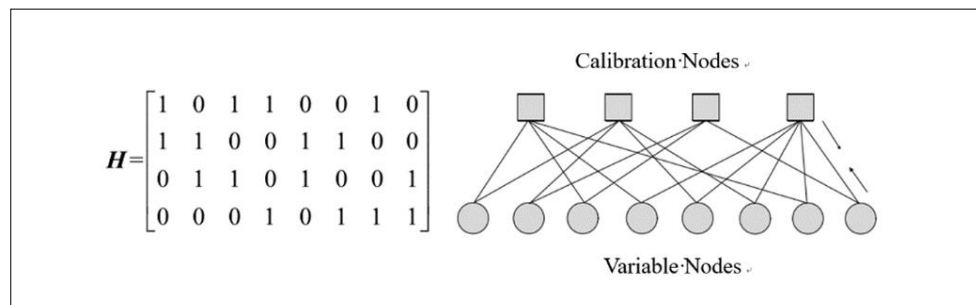 Calibration·Nodes
H=
1 0 1 1 0 0 1 0
1 1 0 0 1 1 0 0
0 1 1 0 1 0 0 1
0 0 0 1 0 1 1 1
Variable·Nodes